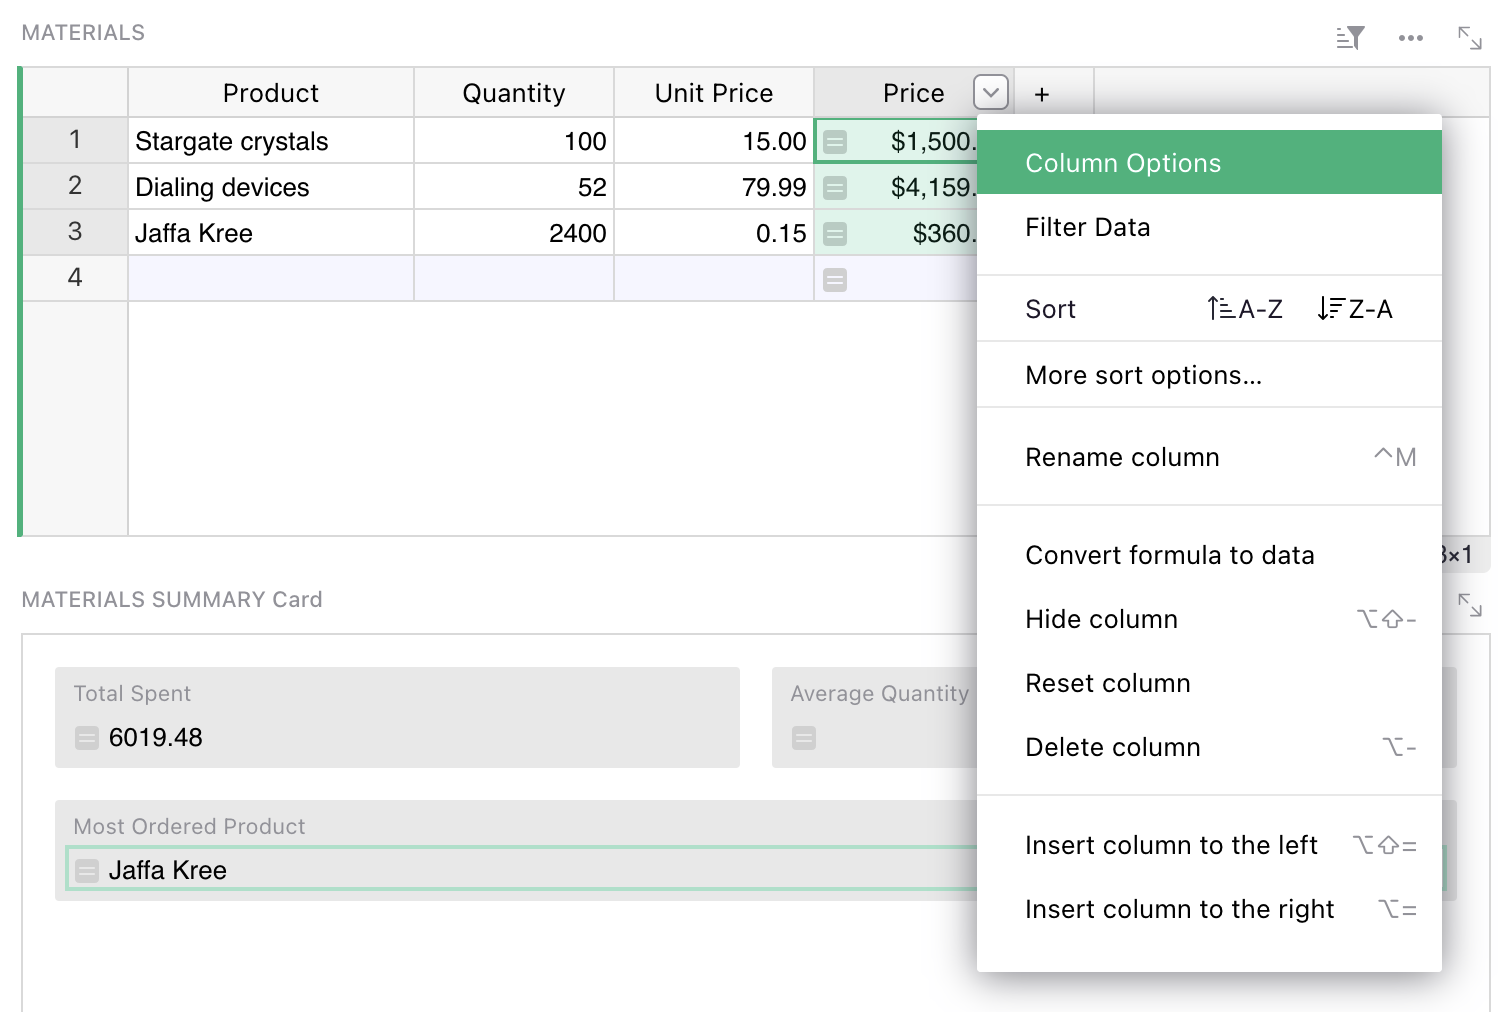 MATERIALS
Product Quantity Unit Price Price +
1 Stargate crystals 100 15.00 $1,500.
2 Dialing devices 52 79.99 $4,159.
3 Jaffa Kree 2400 0.15 $360.
4
Column Options
Filter Data
Sort A-Z Z-A
More sort options...
Rename column ^M
Convert formula to data
×1
Hide column ⌥⇧-
Reset column
Delete column ⌥-
Insert column to the left ⌥⇧=
Insert column to the right ⌥=
MATERIALS SUMMARY Card
Total Spent
6019.48
Average Quantity
Most Ordered Product
Jaffa Kree